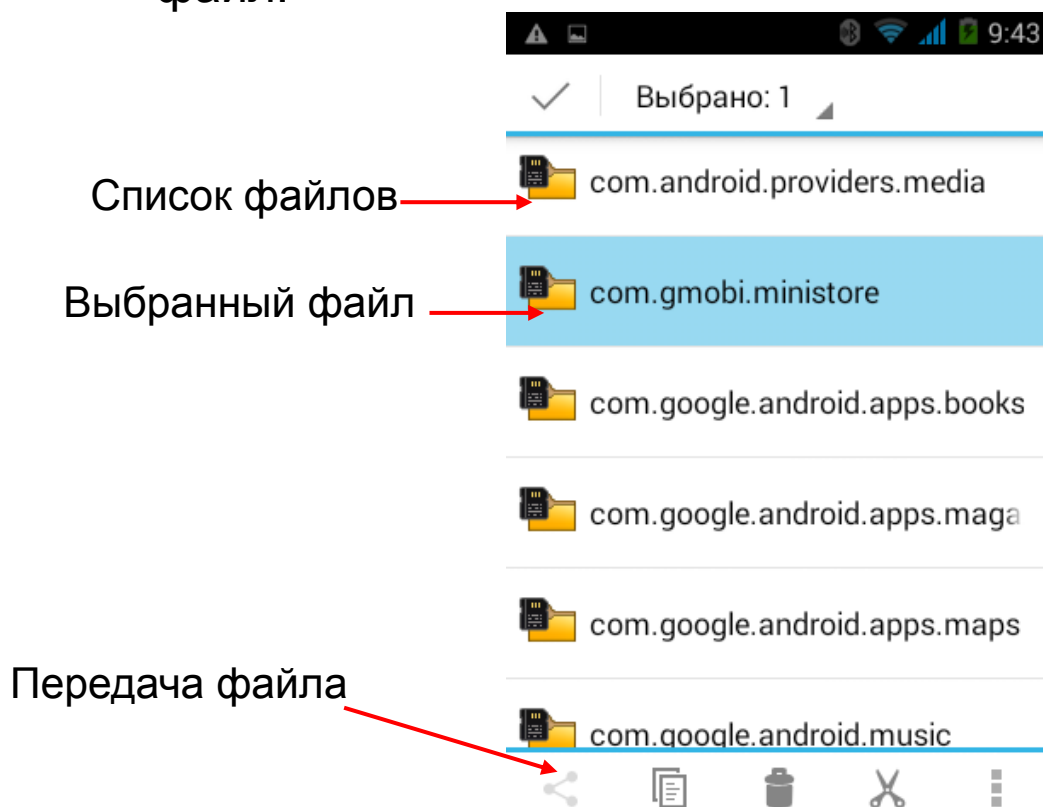 файл.
9:43
Выбрано: 1
Список файлов
com.android.providers.media
Выбранный файл
com.gmobi.ministore
com.google.android.apps.books
com.google.android.apps.maga
com.google.android.apps.maps
Передача файла
com.google.android.music